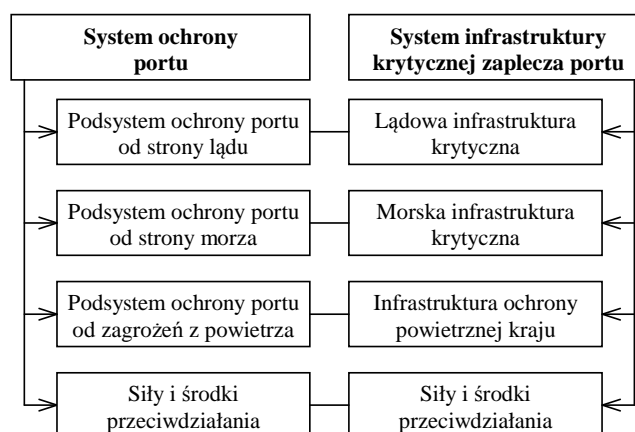 System ochrony
portu
System infrastruktury
krytycznej zaplecza portu
Podsystem ochrony portu
od strony lądu
Lądowa infrastruktura
krytyczna
Podsystem ochrony portu
od strony morza
Morska infrastruktura
krytyczna
Podsystem ochrony portu
od zagrożeń z powietrza
Infrastruktura ochrony
powietrznej kraju
Siły i środki
przeciwdziałania
Siły i środki
przeciwdziałania